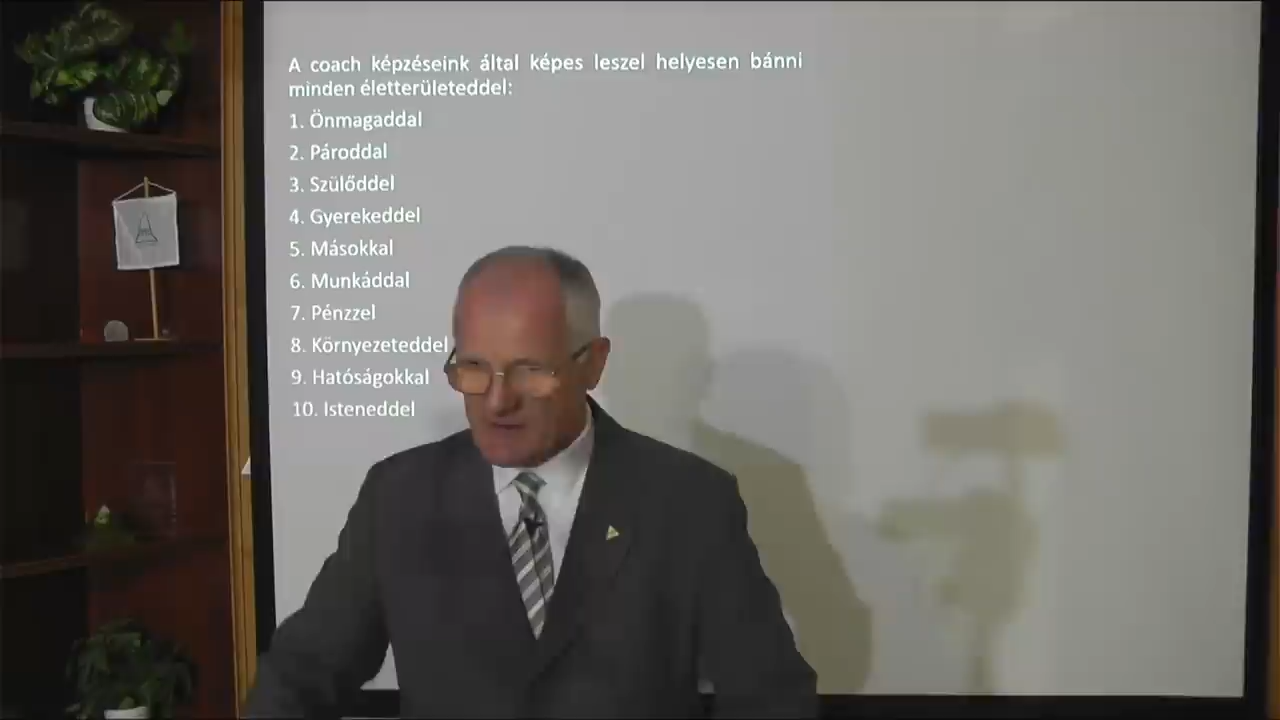 A coach képzéseink által képes leszel helyesen bánni
minden életterületeddel:
1. Önmagaddal
2. Pároddal
3. Szülőddel
4. Gyerekeddel
5. Másokkal
6. Munkáddal
7. Pénzzel
8. Környezeteddel
9. Hatóságokkal
10. Isteneddel